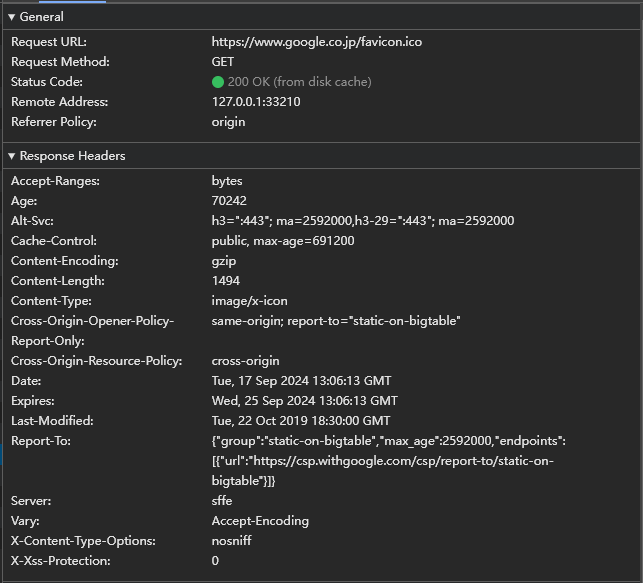 General
Request URL: https://www.google.co.jp/favicon.ico
Request Method: GET
Status Code: 200 OK (from disk cache)
Remote Address: 127.0.0.1:33210
Referrer Policy: origin
Response Headers
Accept-Ranges: bytes
Age: 70242
Alt-Svc: h3=":443"; ma=2592000,h3-29=":443"; ma=2592000
Cache-Control: public, max-age=691200
Content-Encoding: gzip
Content-Length: 1494
Content-Type: image/x-icon
Cross-Origin-Opener-Policy- same-origin; report-to="static-on-bigtable"
Report-Only:
Cross-Origin-Resource-Policy: cross-origin
Date: Tue, 17 Sep 2024 13:06:13 GMT
Expires: Wed, 25 Sep 2024 13:06:13 GMT
Last-Modified: Tue, 22 Oct 2019 18:30:00 GMT
Report-To: {"group":"static-on-bigtable","max_age":2592000,"endpoints":
[{"url":"https://csp.withgoogle.com/csp/report-to/static-on-
bigtable"}]}
Server: sffe
Vary: Accept-Encoding
X-Content-Type-Options: nosniff
X-Xss-Protection: 0